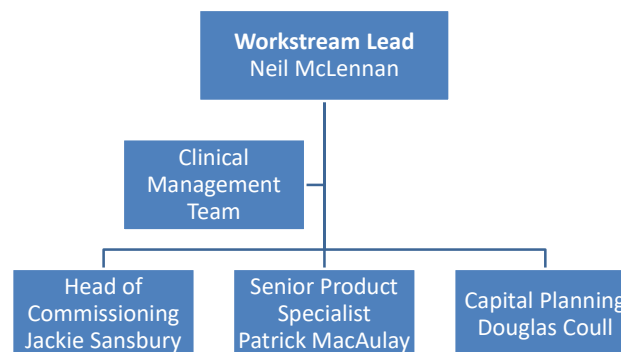 Workstream Lead
Neil McLennan
Clinical
Management
Team
Head of
Commissioning
Jackie Sansbury
Senior Product
Specialist
Patrick MacAulay
Capital Planning
Douglas Coull